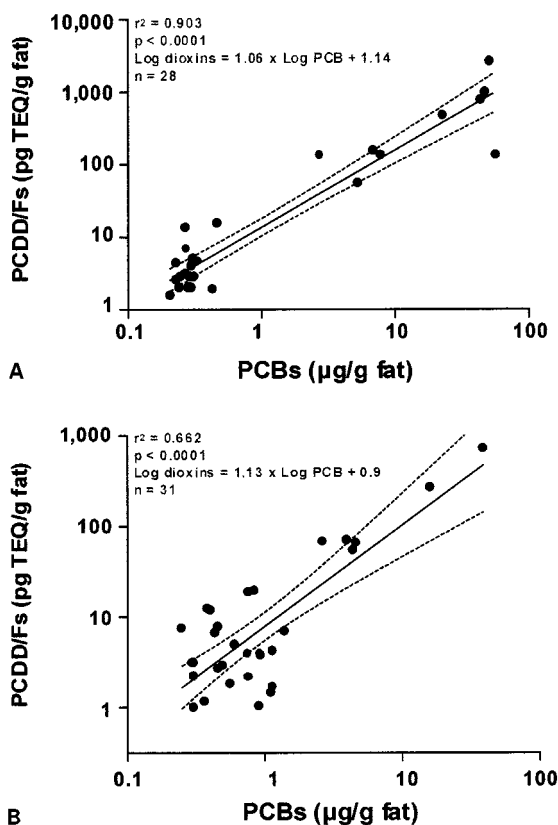 10,000
r² = 0.903
p < 0.0001
Log dioxins = 1.06 x Log PCB + 1.14
n = 28
1,000
100
10
1
PCDD/Fs (pg TEQ/g fat)
0.1 1 10 100
PCBs (µg/g fat)
A
1,000
r² = 0.662
p < 0.0001
Log dioxins = 1.13 x Log PCB + 0.9
n = 31
100
10
1
PCDD/Fs (pg TEQ/g fat)
0.1 1 10 100
PCBs (µg/g fat)
B